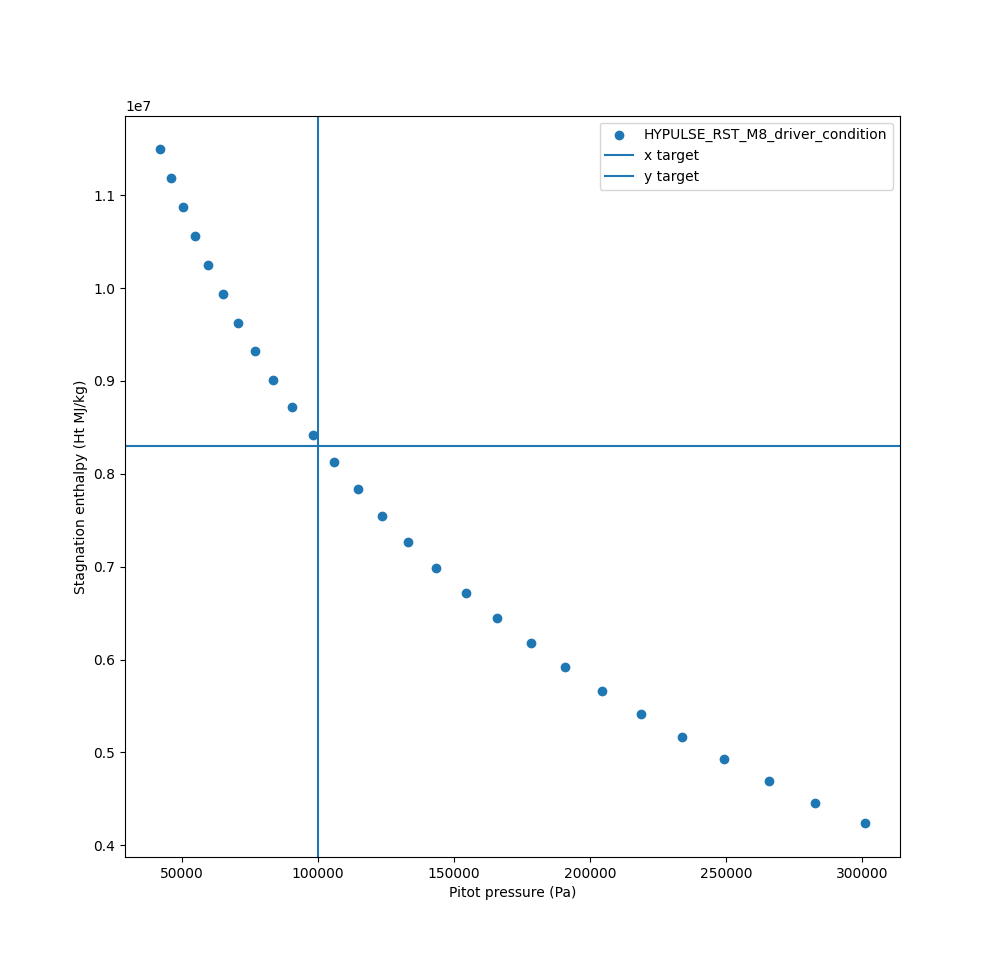 1e7
HYPULSE_RST_M8_driver_condition
x target
y target
1.1
1.0
0.9
0.8
0.7
0.6
0.5
0.4
Stagnation enthalpy (Ht MJ/kg)
50000 100000 150000 200000 250000 300000
Pitot pressure (Pa)